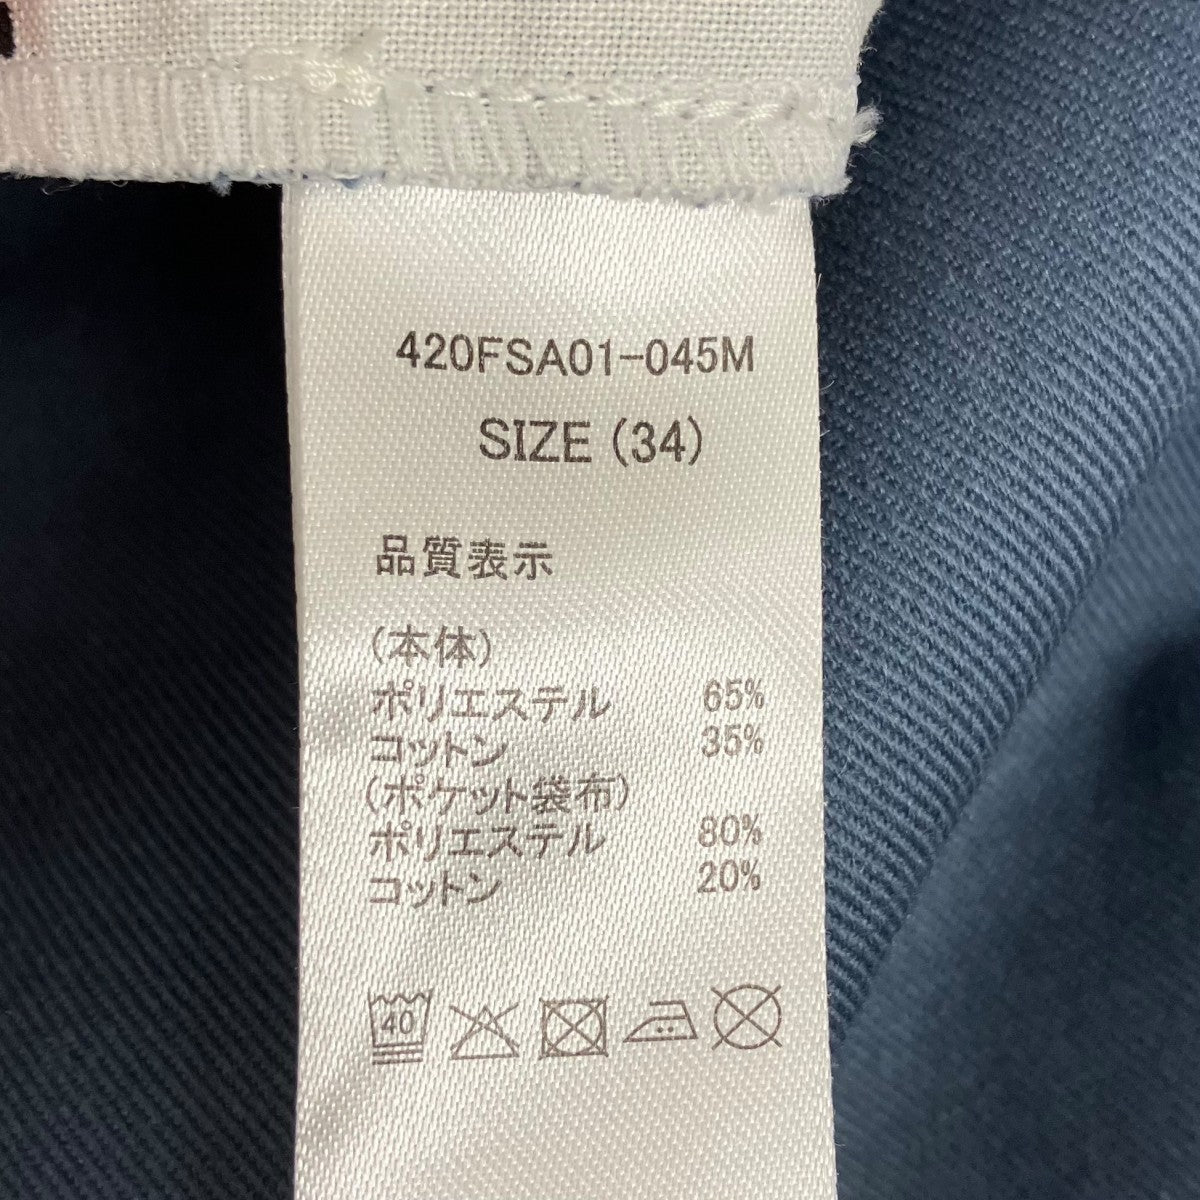 420FSA01-045M
SIZE (34)
品質表示
(本体)
ポリエステル 65%
コットン 35%
(ポケット袋布)
ポリエステル 80%
コットン 20%
40